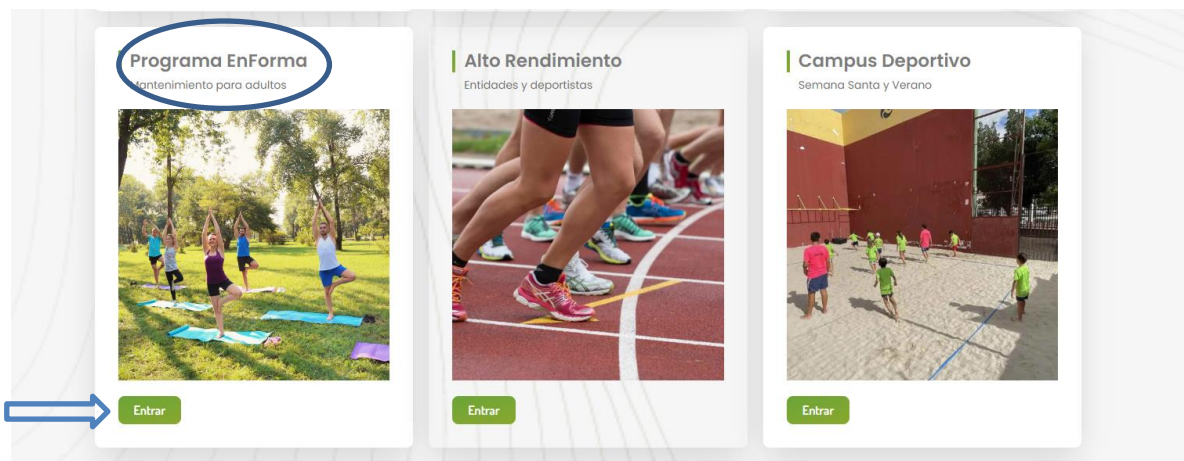 Programa EnForma
Mantenimiento para adultos
Entrar
Alto Rendimiento
Entidades y deportistas
Entrar
Campus Deportivo
Semana Santa y Verano
Entrar